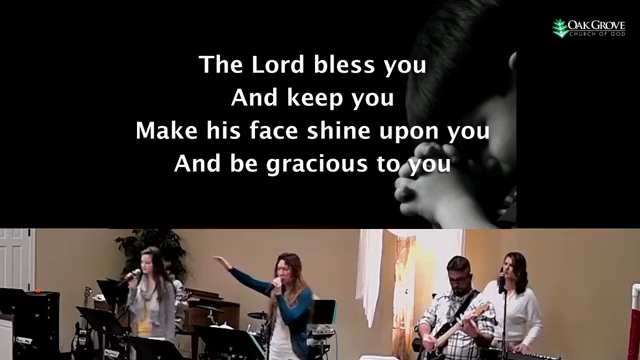 The Lord bless you
And keep you
Make his face shine upon you
And be gracious to you
OAK GROVE
CHURCH OF GOD